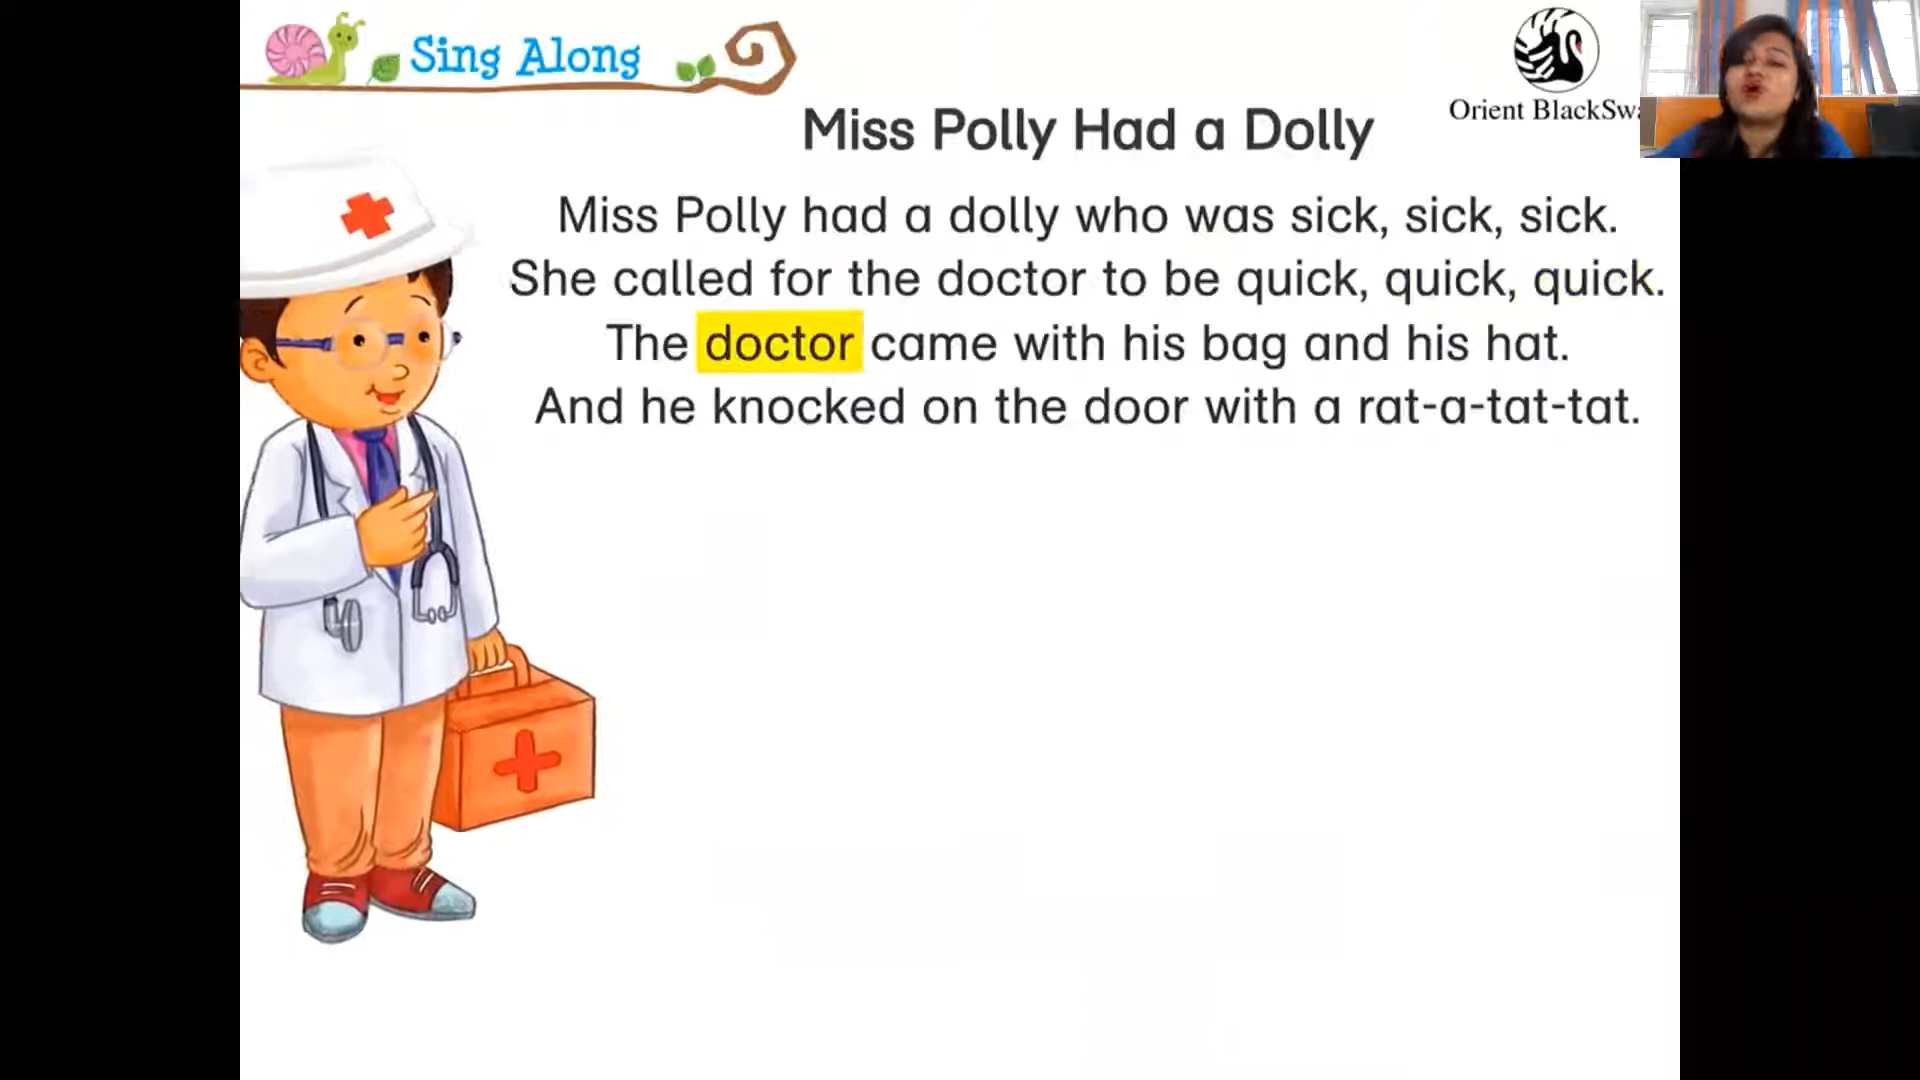 Sing Along
Orient BlackSwa
Miss Polly Had a Dolly
Miss Polly had a dolly who was sick, sick, sick.
She called for the doctor to be quick, quick, quick.
The doctor came with his bag and his hat.
And he knocked on the door with a rat-a-tat-tat.